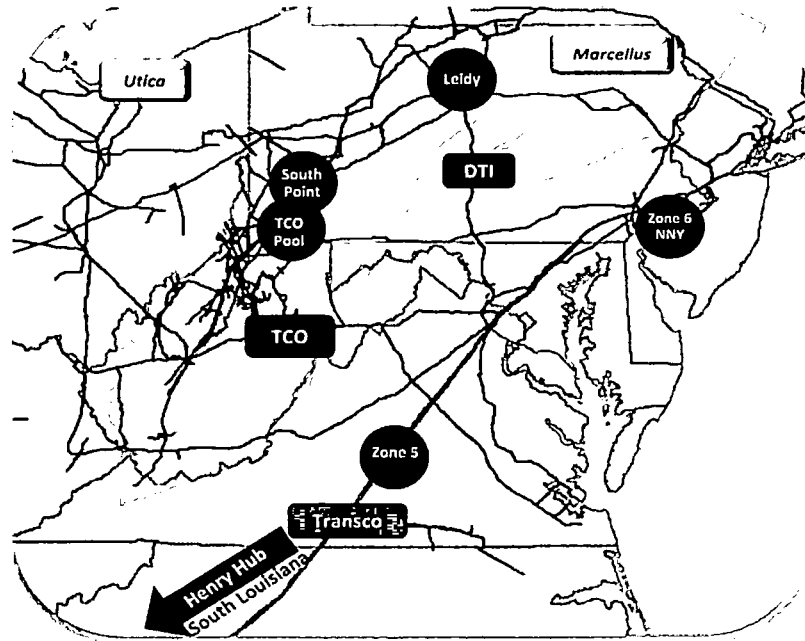 Utica
Marcellus
Leidy
South
Point
DTI
TCO
Pool
Zone 6
NNY
TCO
Zone 5
Transco
Henry Hub
South Louisiana